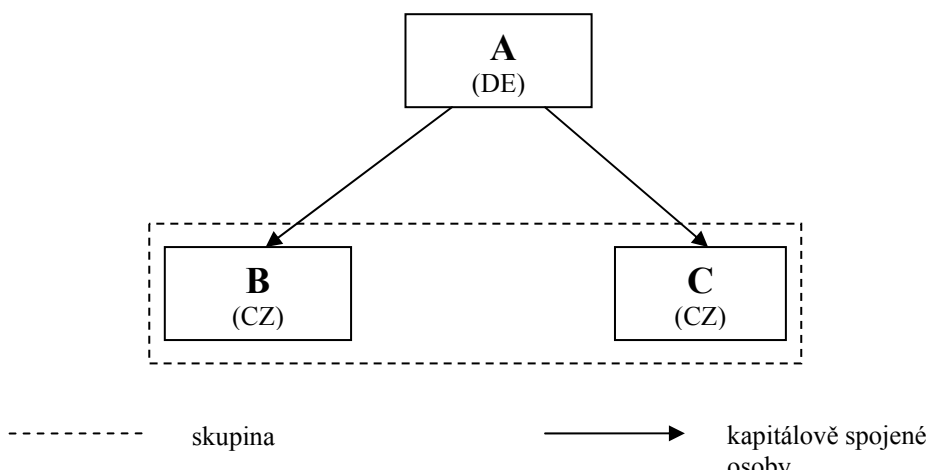 A
(DE)
B
(CZ)
C
(CZ)
skupina
kapitálově spojené
osoby